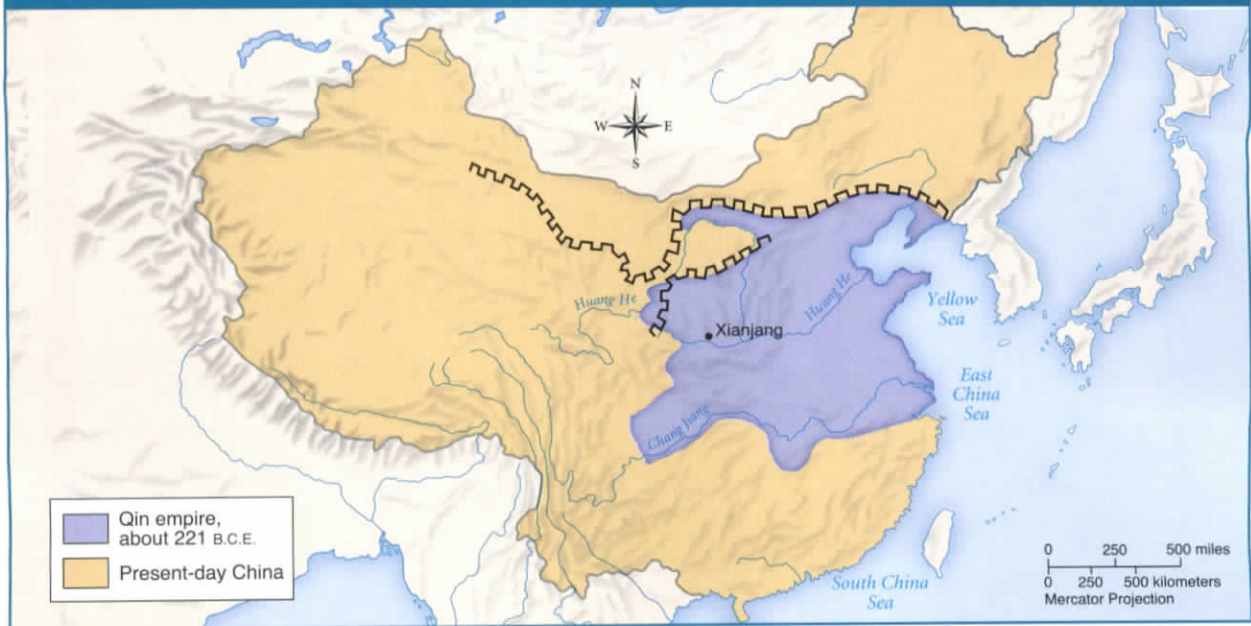 N
W
E
S
Huang He
Huang He
Xianjang
Yellow
Sea
East
China
Sea
Chang Jiang
Qin empire,
about 221 B.C.E.
Present-day China
South China
Sea
0 250 500 miles
0 250 500 kilometers
Mercator Projection